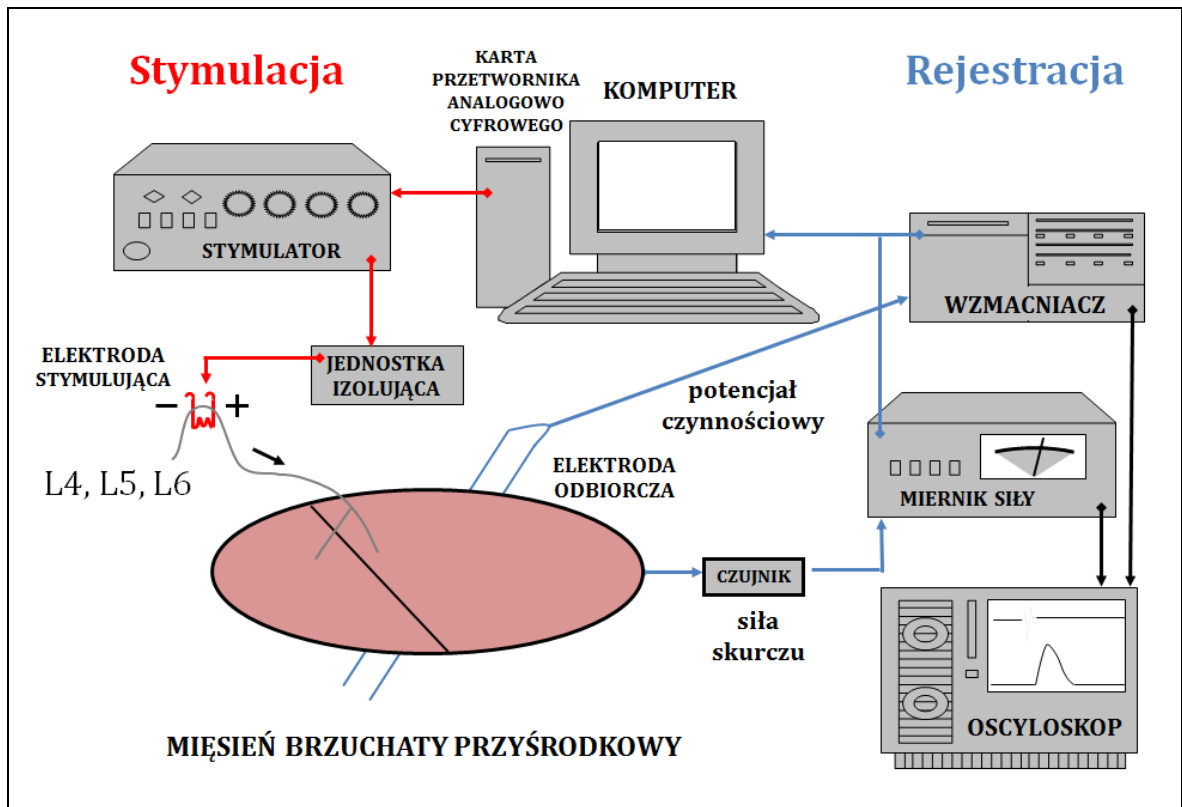 Stymulacja
KARTA
PRZETWORNIKA
ANALOGOWO
CYFROWEGO
KOMPUTER
Rejestracja
STYMULATOR
WZMACNIACZ
ELEKTRODA
STYMULUJĄCA
JEDNOSTKA
IZOLUJĄCA
− +
L4, L5, L6
potencjał
czynnościowy
ELEKTRODA
ODBIORCZA
MIERNIK SIŁY
CZUJNIK
siła
skurczu
OSCYLOSKOP
MIĘSIEŃ BRZUCHATY PRZYŚRODKOWY